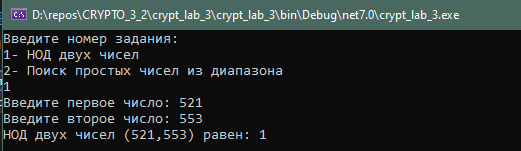 D:\repos\CRYPTO_3_2\crypt_lab_3\crypt_lab_3\bin\Debug\net7.0\crypt_lab_3.exe
Введите номер задания:
1- НОД двух чисел
2- Поиск простых чисел из диапазона
1
Введите первое число: 521
Введите второе число: 553
НОД двух чисел (521,553) равен: 1